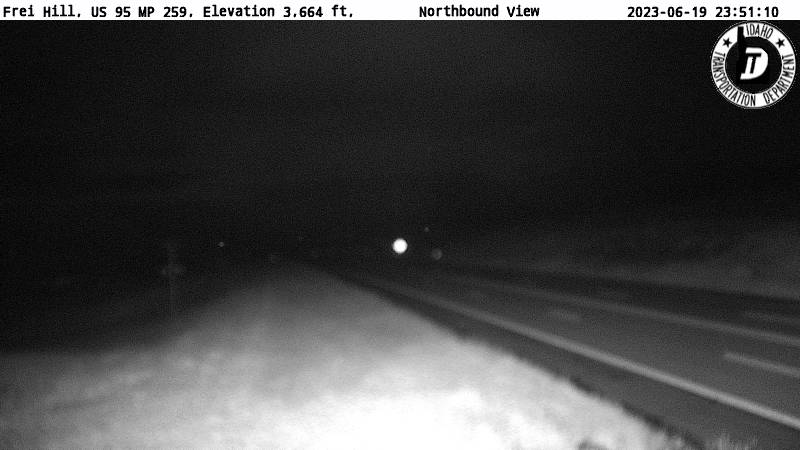 Frei Hill, US 95 MP 259, Elevation 3,664 ft, Northbound View 2023-06-19 23:51:10
IDAHO
TRANSPORTATION DEPARTMENT